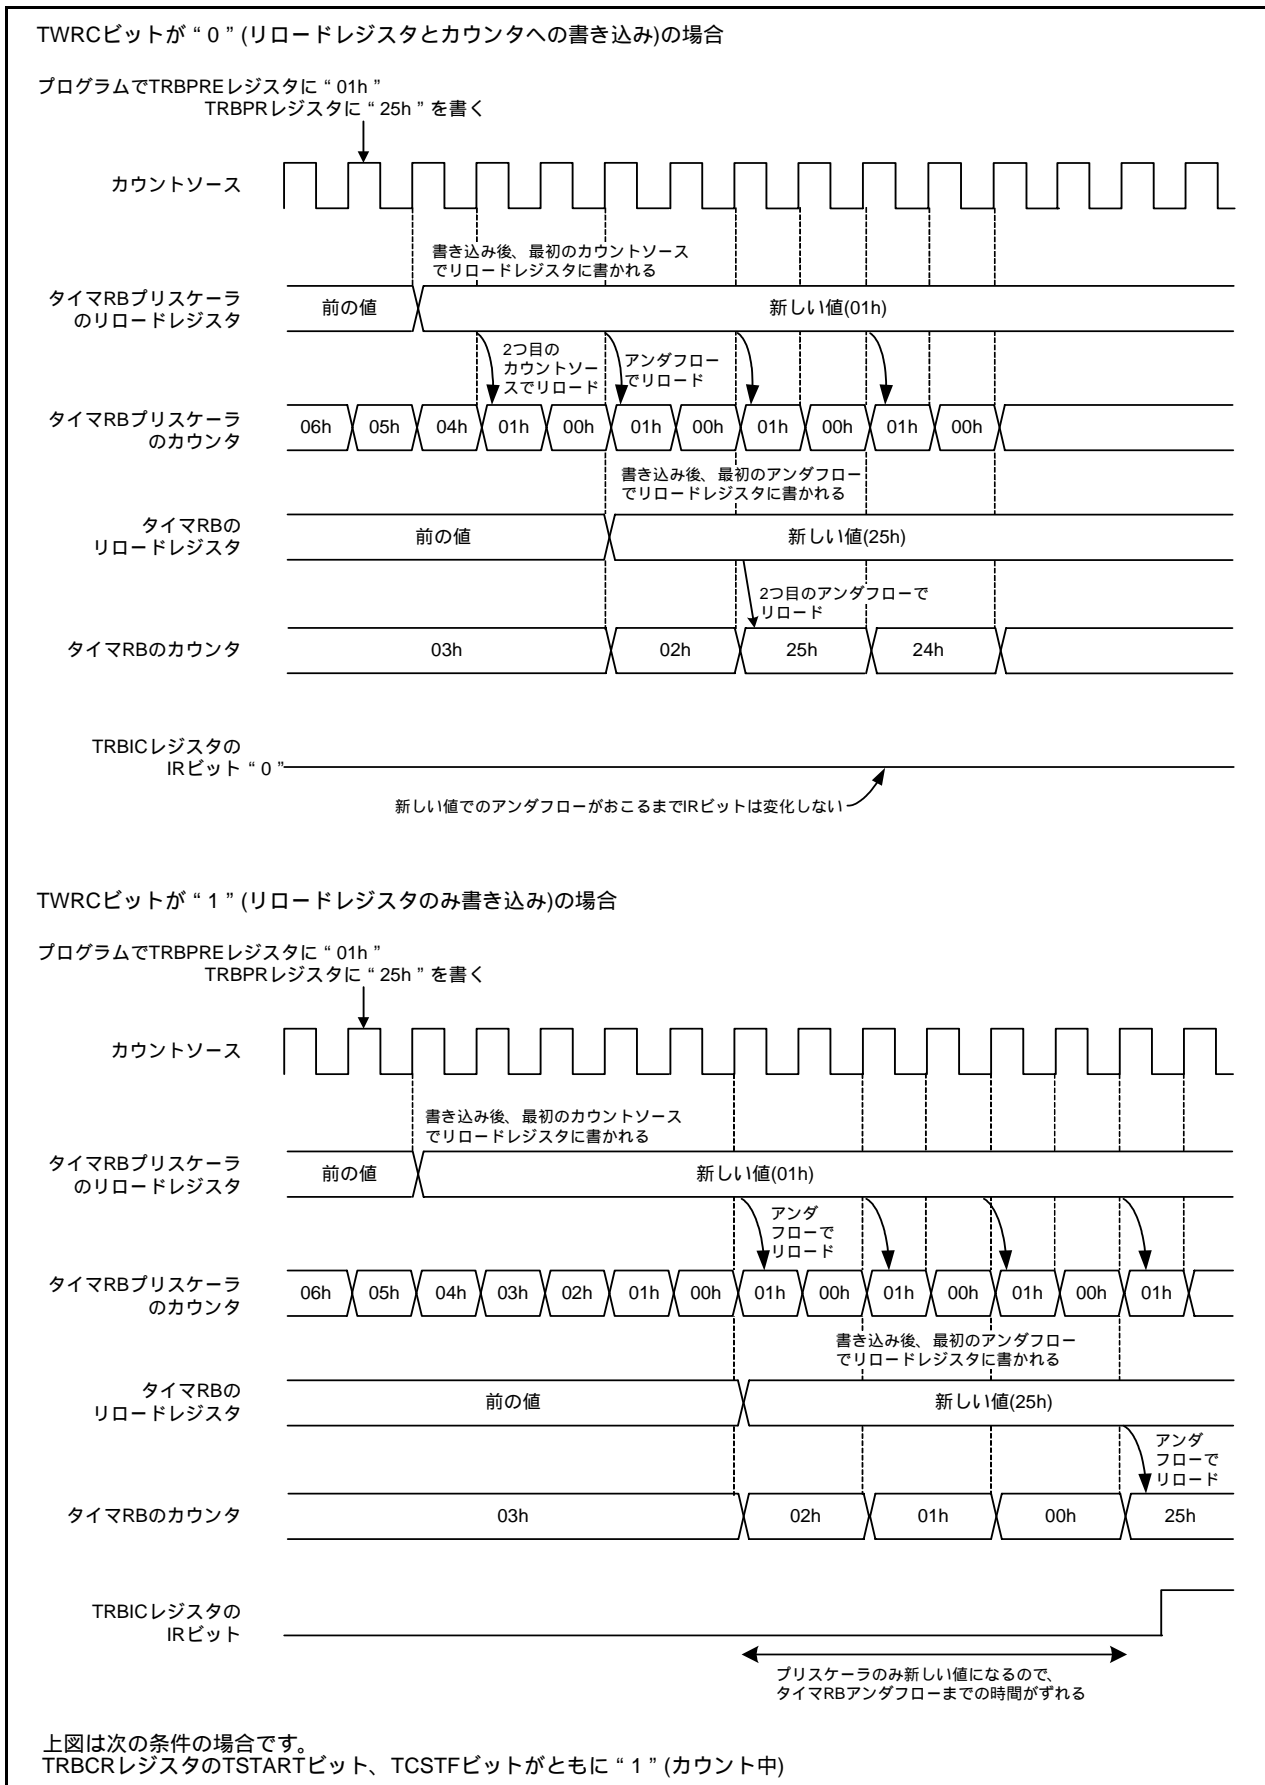 TWRCビットが“0”(リロードレジスタとカウンタへの書き込み)の場合
プログラムでTRBPREレジスタに“01h”
TRBPRレジスタに“25h”を書く
カウントソース
書き込み後、最初のカウントソース
でリロードレジスタに書かれる
タイマRBプリスケーラ
のリロードレジスタ
前の値
新しい値(01h)
2つ目の
カウントソー
スでリロード
アンダフロー
でリロード
タイマRBプリスケーラ
のカウンタ
06h 05h 04h 01h 00h 01h 00h 01h 00h 01h 00h
書き込み後、最初のアンダフロー
でリロードレジスタに書かれる
タイマRBの
リロードレジスタ
前の値
新しい値(25h)
2つ目のアンダフローで
リロード
タイマRBのカウンタ
03h 02h 25h 24h
TRBICレジスタの
IRビット“0”
新しい値でのアンダフローがおこるまでIRビットは変化しない
TWRCビットが“1”(リロードレジスタのみ書き込み)の場合
プログラムでTRBPREレジスタに“01h”
TRBPRレジスタに“25h”を書く
カウントソース
書き込み後、最初のカウントソース
でリロードレジスタに書かれる
タイマRBプリスケーラ
のリロードレジスタ
前の値
新しい値(01h)
アンダ
フローで
リロード
タイマRBプリスケーラ
のカウンタ
06h 05h 04h 03h 02h 01h 00h 01h 00h 01h 00h 01h 00h 01h
書き込み後、最初のアンダフロー
でリロードレジスタに書かれる
タイマRBの
リロードレジスタ
前の値
新しい値(25h)
アンダ
フローで
リロード
タイマRBのカウンタ
03h 02h 01h 00h 25h
TRBICレジスタの
IRビット
プリスケーラのみ新しい値になるので、
タイマRBアンダフローまでの時間がずれる
上図は次の条件の場合です。
TRBCRレジスタのTSTARTビット、TCSTFビットがともに“1”(カウント中)